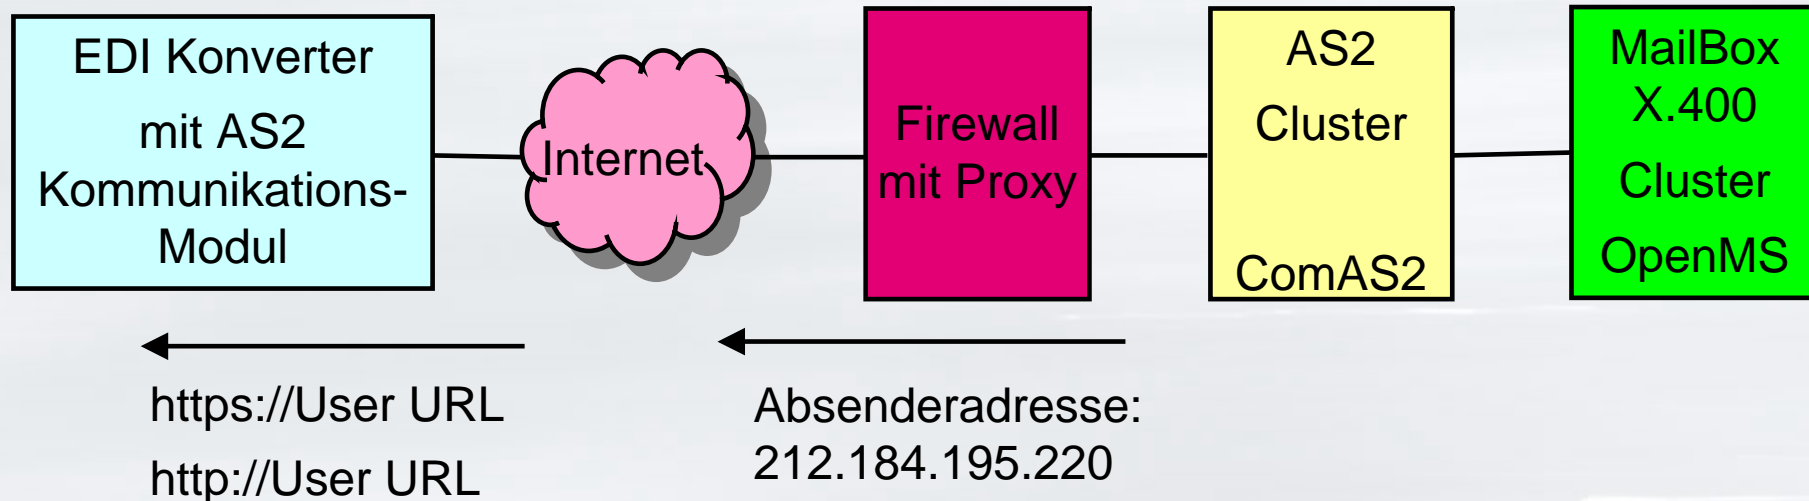 EDI Konverter
mit AS2
Kommunikations-
Modul
Internet
Firewall
mit Proxy
AS2
Cluster
ComAS2
MailBox
X.400
Cluster
OpenMS
https://User URL
http://User URL
Absenderadresse:
212.184.195.220